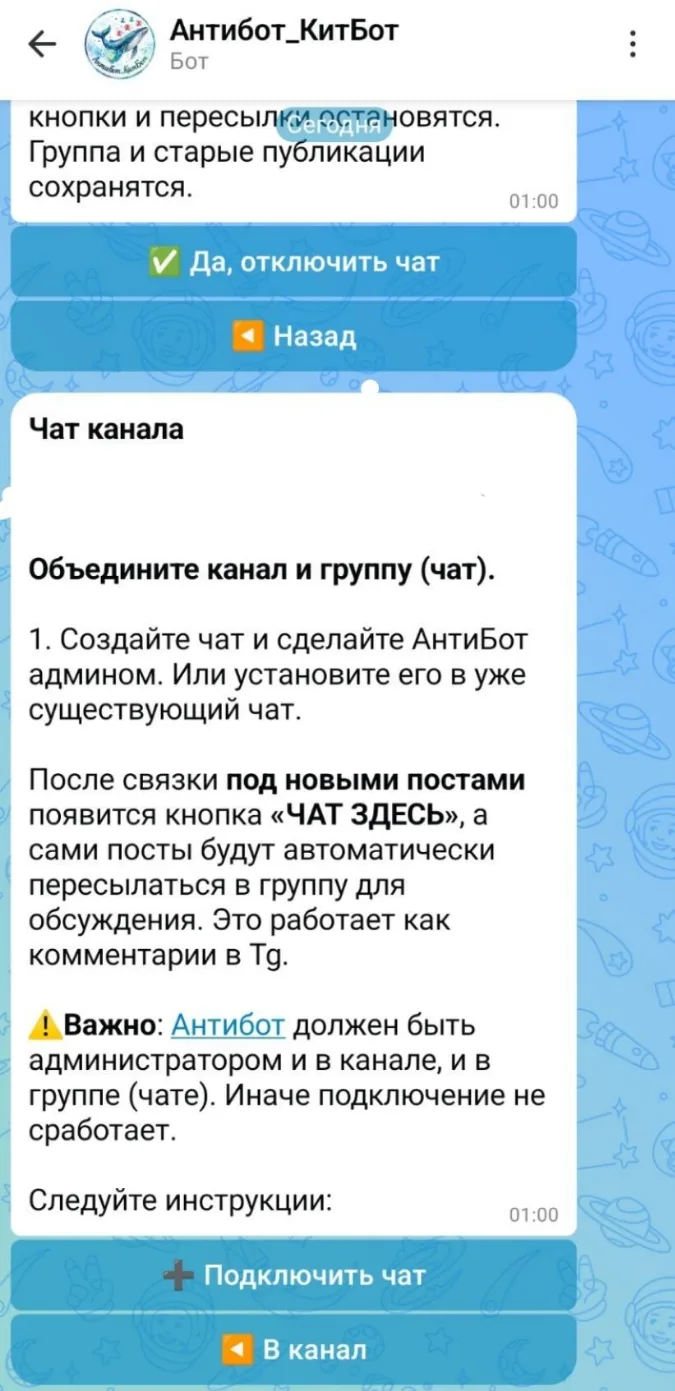 Антибот_КитБот
Бот
кнопки и пересылки остановятся.
Сегодня
Группа и старые публикации
сохранятся.
01:00
✅ Да, отключить чат
◀️ Назад
Чат канала
Объедините канал и группу (чат).
1. Создайте чат и сделайте АнтиБот
админом. Или установите его в уже
существующий чат.
После связки под новыми постами
появится кнопка «ЧАТ ЗДЕСЬ», а
сами посты будут автоматически
пересылаться в группу для
обсуждения. Это работает как
комментарии в Tg.
⚠️Важно: Антибот должен быть
администратором и в канале, и в
группе (чате). Иначе подключение не
сработает.
Следуйте инструкции:
01:00
➕ Подключить чат
◀️ В канал